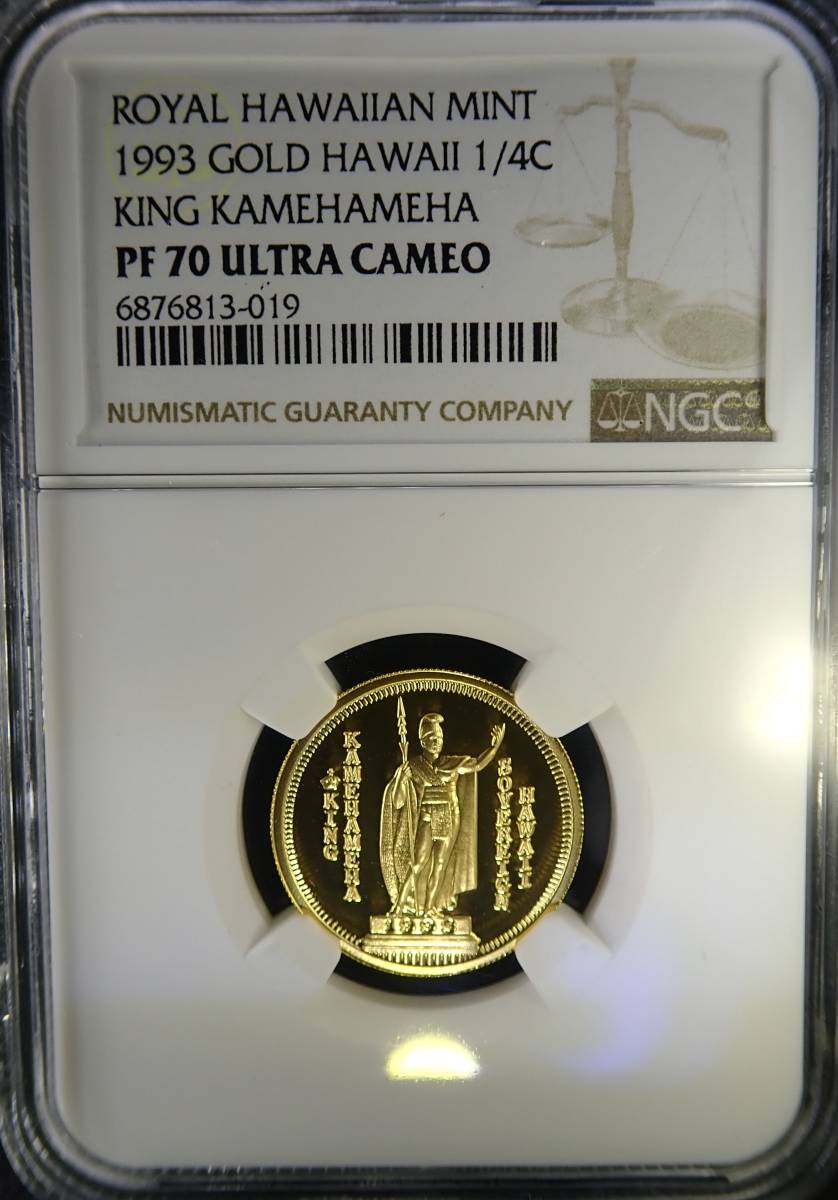 ROYAL HAWAIIAN MINT
1993 GOLD HAWAII 1/4C
KING KAMEHAMEHA
PF 70 ULTRA CAMEO
6876813-019
NUMISMATIC GUARANTY COMPANY
NGC
KING
KAMEHAMEHA
SOVEREIGN
HAWAII